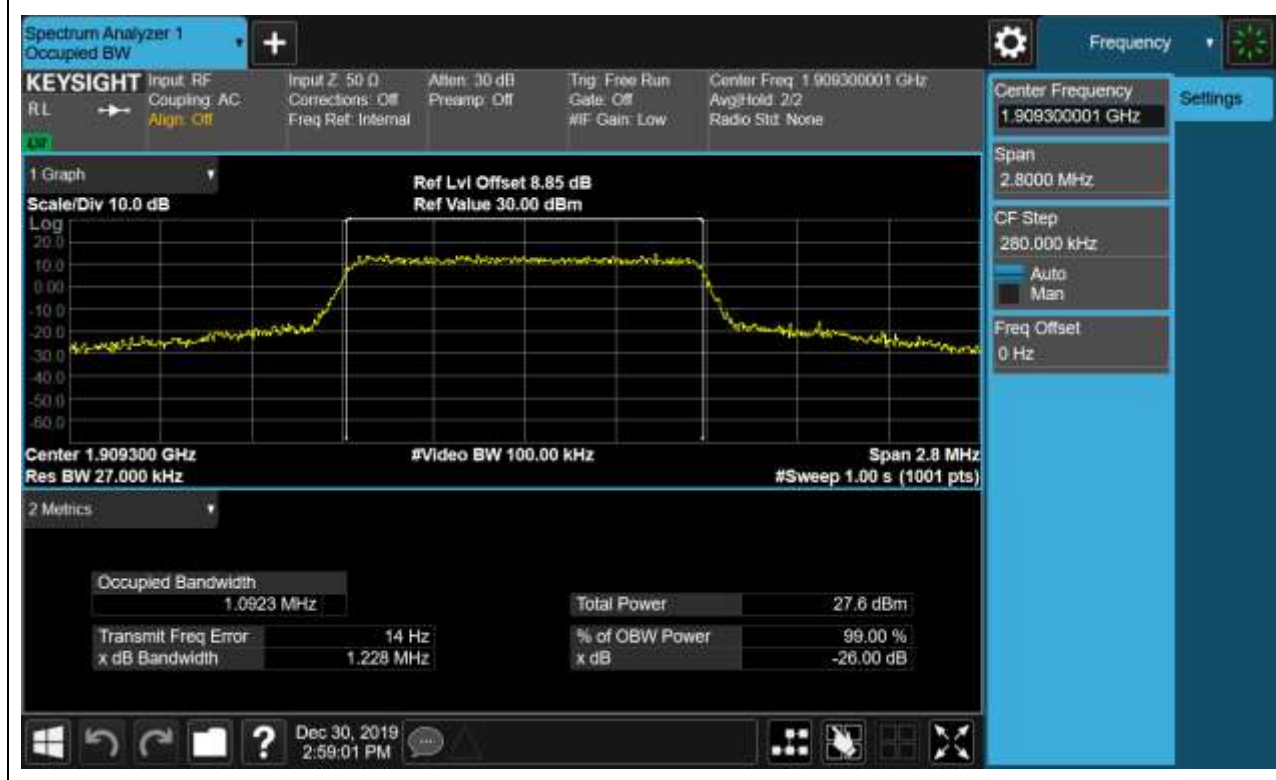 Spectrum Analyzer 1
Occupied BW
Frequency
KEYSIGHT
RL
Input: RF
Coupling: AC
Align: Off
Input Z: 50 Ω
Corrections: Off
Freq Ref: Internal
Atten: 30 dB
Preamp: Off
Trig: Free Run
Gate: Off
#IF Gain: Low
Center Freq: 1.909300001 GHz
Avg|Hold: 2/2
Radio Std: None
Center Frequency
1.909300001 GHz
Settings
Span
2.8000 MHz
CF Step
280.000 kHz
Auto
Man
Freq Offset
0 Hz
1 Graph
Scale/Div 10.0 dB
Ref Lvl Offset 8.85 dB
Ref Value 30.00 dBm
Log
20.0
10.0
0.00
-10.0
-20.0
-30.0
-40.0
-50.0
-60.0
Center 1.909300 GHz
#Video BW 100.00 kHz
Span 2.8 MHz
Res BW 27.000 kHz
#Sweep 1.00 s (1001 pts)
2 Metrics
Occupied Bandwidth
1.0923 MHz
Total Power 27.6 dBm
Transmit Freq Error 14 Hz
% of OBW Power 99.00 %
x dB Bandwidth 1.228 MHz
x dB -26.00 dB
Dec 30, 2019
2:59:01 PM